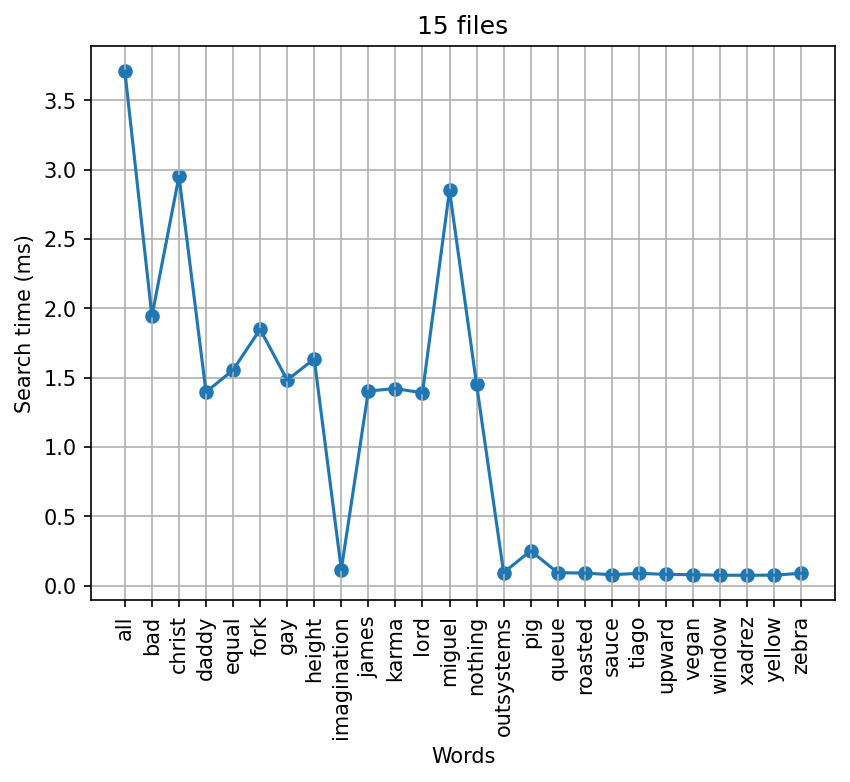 15 files
Search time (ms)
3.5
3.0
2.5
2.0
1.5
1.0
0.5
0.0
all
bad
christ
daddy
equal
fork
gay
height
imagination
james
karma
lord
miguel
nothing
outsystems
pig
queue
roasted
sauce
tiago
upward
vegan
window
xadrez
yellow
zebra
Words